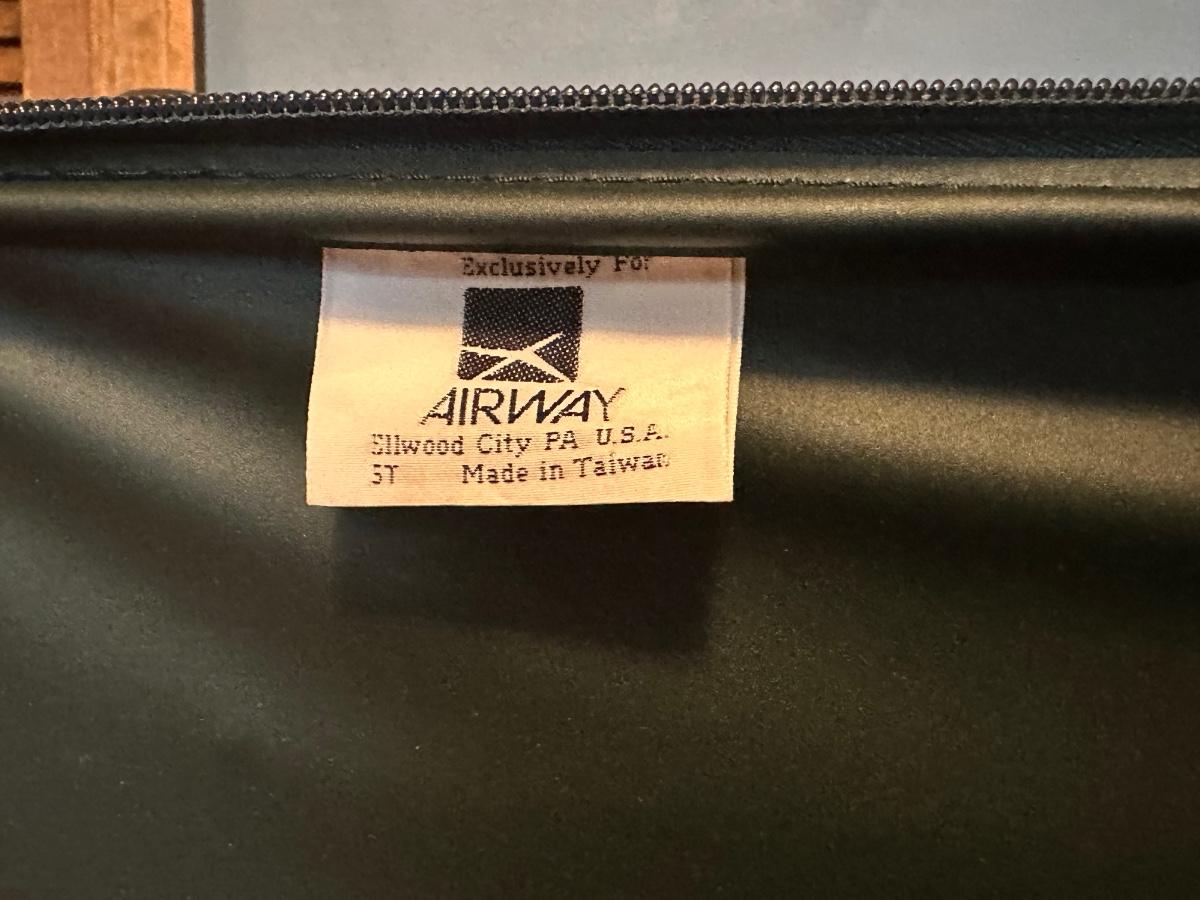 Exclusively For
AIRWAY
Ellwood City PA U.S.A.
5T Made in Taiwan